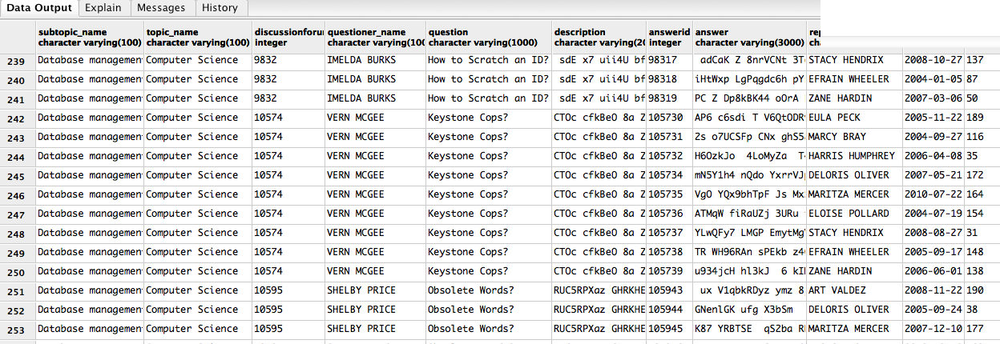 Data Output Explain Messages History
subtopic_name topic_name discussionforu questioner_name question description answerid answer rep
character varying(100) character varying(100) integer character varying(100 character varying(1000) character varying(20 integer character varying(3000) cha
239 Database managemen Computer Science 9832 IMELDA BURKS How to Scratch an ID? sdE x7 uii4U bf 98317 adCaK Z 8nrVCNt 3T STACY HENDRIX 2008-10-27 137
240 Database managemen Computer Science 9832 IMELDA BURKS How to Scratch an ID? sdE x7 uii4U bf 98318 iHtWxp LgPqgdc6h pY EFRAIN WHEELER 2004-01-05 87
241 Database managemen Computer Science 9832 IMELDA BURKS How to Scratch an ID? sdE x7 uii4U bf 98319 PC Z Dp8kBK44 oOrA ZANE HARDIN 2007-03-06 50
242 Database managemen Computer Science 10574 VERN MCGEE Keystone Cops? CTOc cfkBeO 8a Z 105730 AP6 c6sdi T V6QtODR EULA PECK 2005-11-22 189
243 Database managemen Computer Science 10574 VERN MCGEE Keystone Cops? CTOc cfkBeO 8a Z 105731 2s o7UCSFp CNx ghS5 MARCY BRAY 2004-09-27 116
244 Database managemen Computer Science 10574 VERN MCGEE Keystone Cops? CTOc cfkBeO 8a Z 105732 H6OzkJo 4LoMyZa T HARRIS HUMPHREY 2006-04-08 35
245 Database managemen Computer Science 10574 VERN MCGEE Keystone Cops? CTOc cfkBeO 8a Z 105734 mN5Y1h4 nQdo YxrrVJ DELORIS OLIVER 2007-05-21 172
246 Database managemen Computer Science 10574 VERN MCGEE Keystone Cops? CTOc cfkBeO 8a Z 105735 VgO YQx9bhTpF Js Mx MARITZA MERCER 2010-07-22 164
247 Database managemen Computer Science 10574 VERN MCGEE Keystone Cops? CTOc cfkBeO 8a Z 105736 ATMqW fiRaUZj 3URu ELOISE POLLARD 2004-07-19 154
248 Database managemen Computer Science 10574 VERN MCGEE Keystone Cops? CTOc cfkBeO 8a Z 105737 YLwQFy7 LMGP EmytMg STACY HENDRIX 2008-08-27 31
249 Database managemen Computer Science 10574 VERN MCGEE Keystone Cops? CTOc cfkBeO 8a Z 105738 TR WH96RAn sPEkb z4 EFRAIN WHEELER 2005-09-17 148
250 Database managemen Computer Science 10574 VERN MCGEE Keystone Cops? CTOc cfkBeO 8a Z 105739 u934jcH hl3kJ 6 kI ZANE HARDIN 2006-06-01 138
251 Database managemen Computer Science 10595 SHELBY PRICE Obsolete Words? RUC5RPXaz GHRKHE 105943 ux V1qbkRDyz ymz 8 ART VALDEZ 2008-11-22 190
252 Database managemen Computer Science 10595 SHELBY PRICE Obsolete Words? RUC5RPXaz GHRKHE 105944 GNenlGK ufg X3bSm DELORIS OLIVER 2005-09-24 38
253 Database managemen Computer Science 10595 SHELBY PRICE Obsolete Words? RUC5RPXaz GHRKHE 105945 K87 YRBTSE qS2ba R MARITZA MERCER 2007-12-10 177